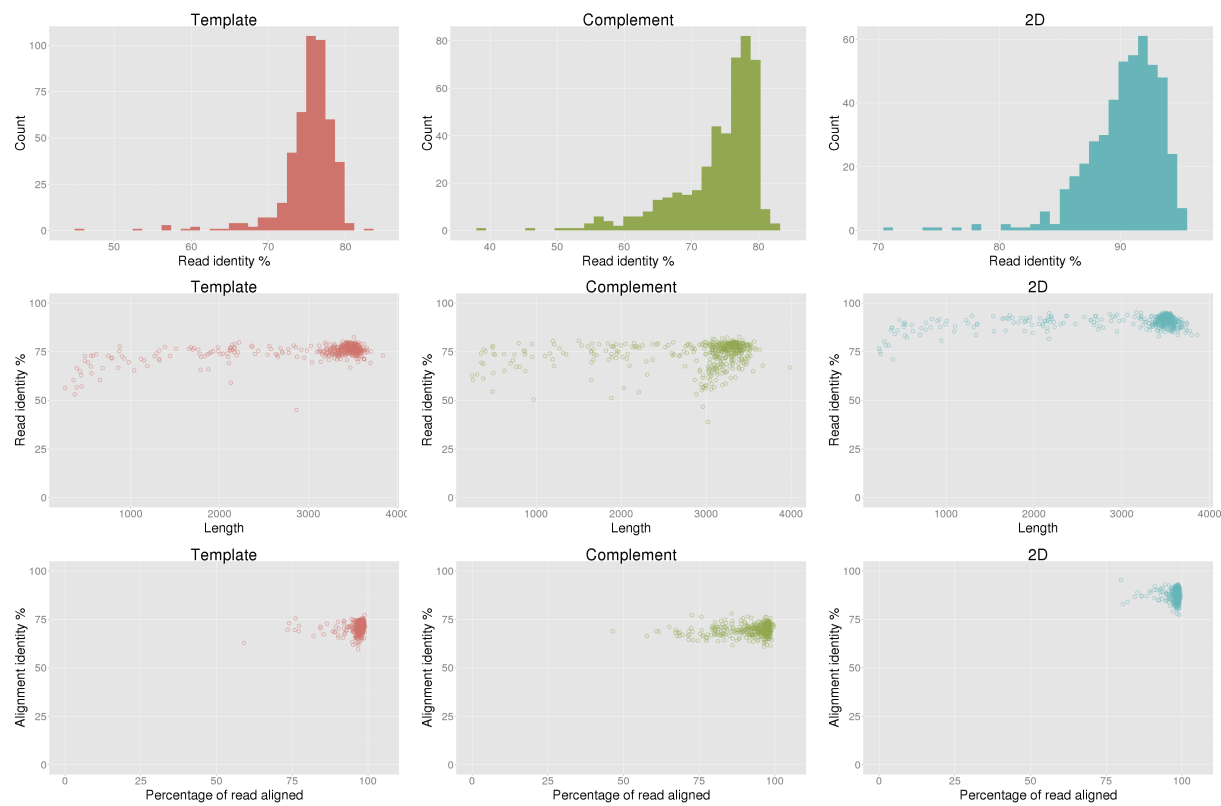 Template
Count
100
75
50
25
0
50 60 70 80
Read identity %
Complement
Count
80
60
40
20
0
40 50 60 70 80
Read identity %
2D
Count
60
40
20
0
70 80 90
Read identity %
Template
Read identity %
100
75
50
25
0
1000 2000 3000 4000
Length
Complement
Read identity %
100
75
50
25
0
1000 2000 3000 4000
Length
2D
Read identity %
100
75
50
25
0
1000 2000 3000 4000
Length
Template
Alignment identity %
100
75
50
25
0
0 25 50 75 100
Percentage of read aligned
Complement
Alignment identity %
100
75
50
25
0
0 25 50 75 100
Percentage of read aligned
2D
Alignment identity %
100
75
50
25
0
0 25 50 75 100
Percentage of read aligned